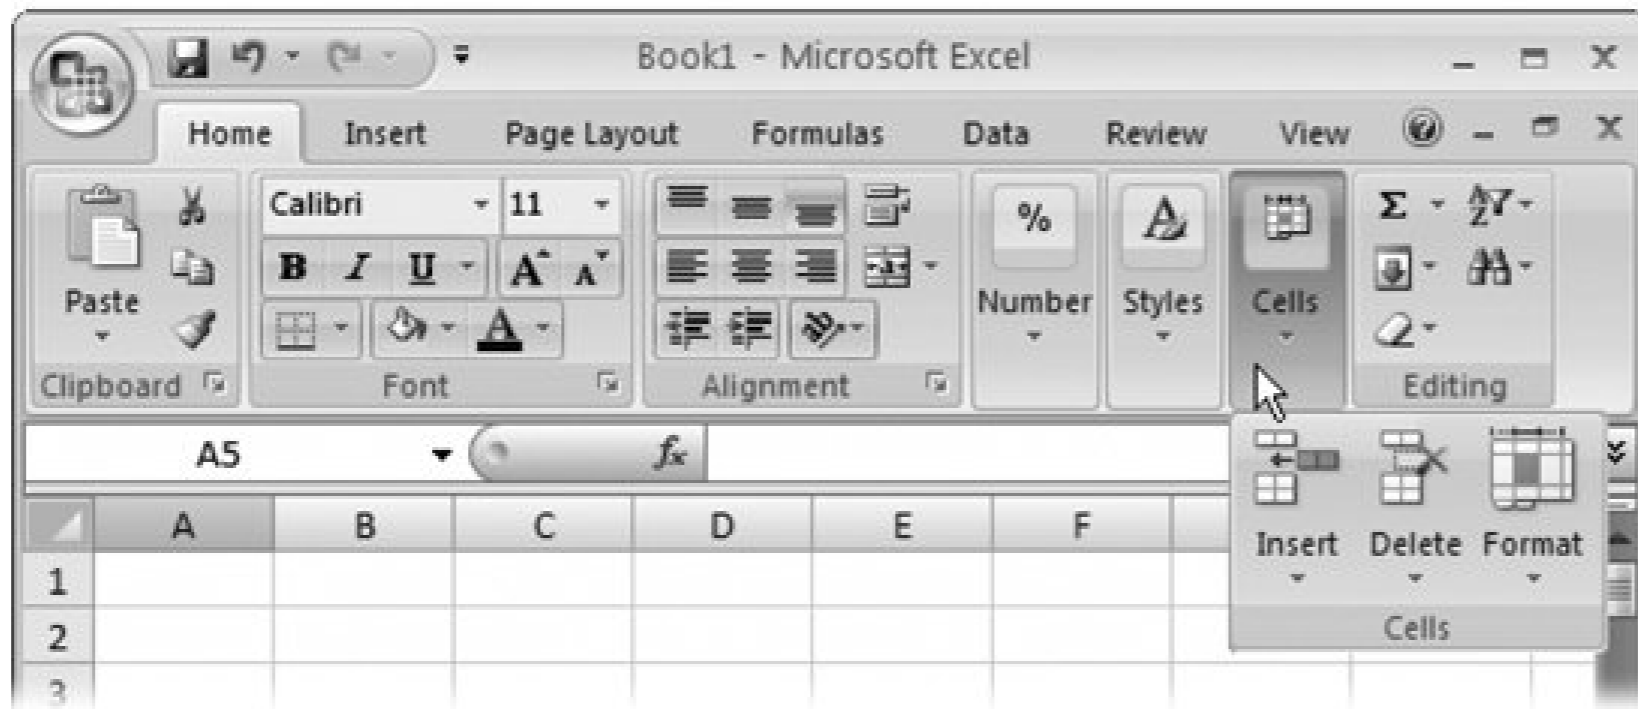 Book1 - Microsoft Excel
Home Insert Page Layout Formulas Data Review View
Calibri 11
% A
Σ
B I U A A
Paste Number Styles Cells
A
Clipboard Font Alignment Editing
A5 fx
Insert Delete Format
Cells
A B C D E F
1
2
3